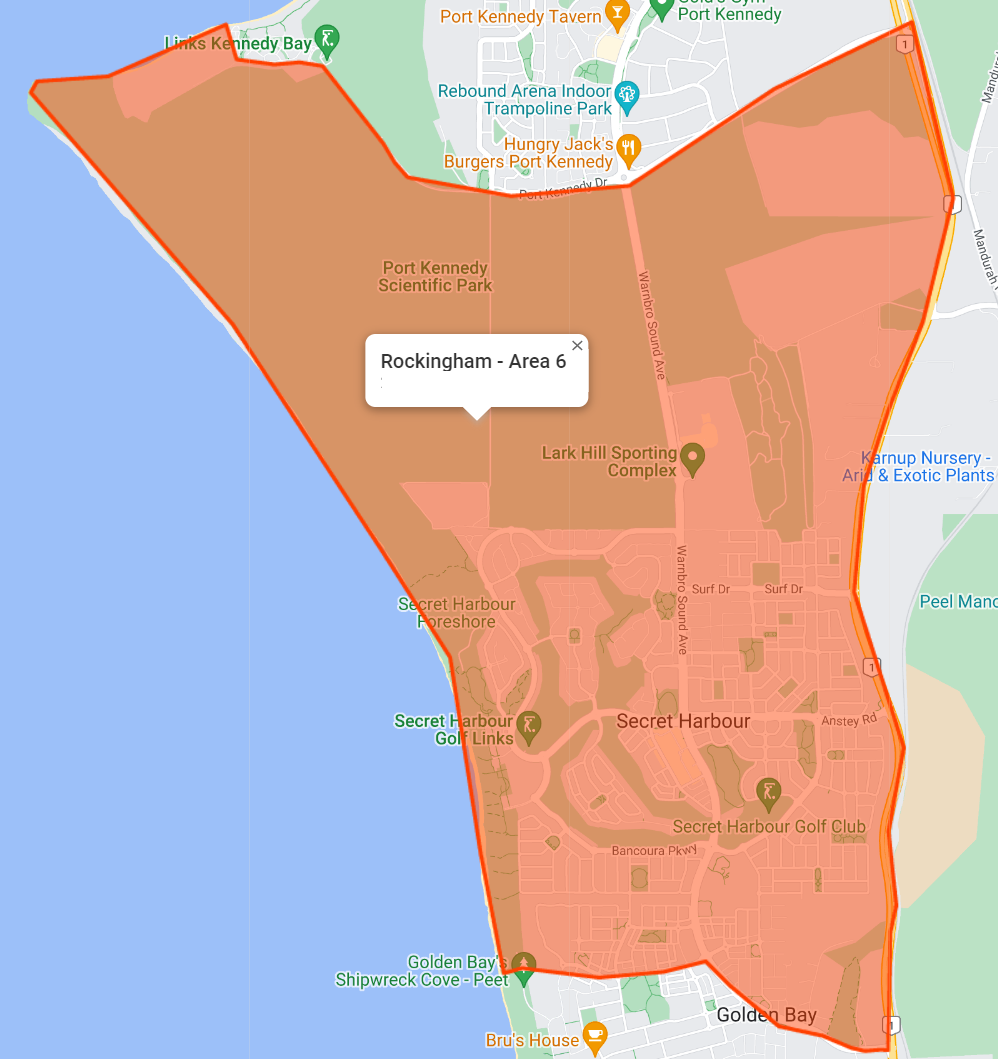 Port Kennedy Tavern
Port Kennedy
Links Kennedy Bay
1
Rebound Arena Indoor
Trampoline Park
Hungry Jack's
Burgers Port Kennedy
Port Kennedy Dr
Mandurah
Port Kennedy
Scientific Park
Warnbro Sound Ave
Rockingham - Area 6
Lark Hill Sporting
Complex
Karnup Nursery -
Arid & Exotic Plants
Warnbro Sound Ave
Surf Dr
Surf Dr
Secret Harbour
Foreshore
Peel Mano
1
Secret Harbour
Golf Links
Secret Harbour
Anstey Rd
Secret Harbour Golf Club
Bancoura Pkwy
Golden Bay's
Shipwreck Cove - Peet
Golden Bay
1
Bru's House